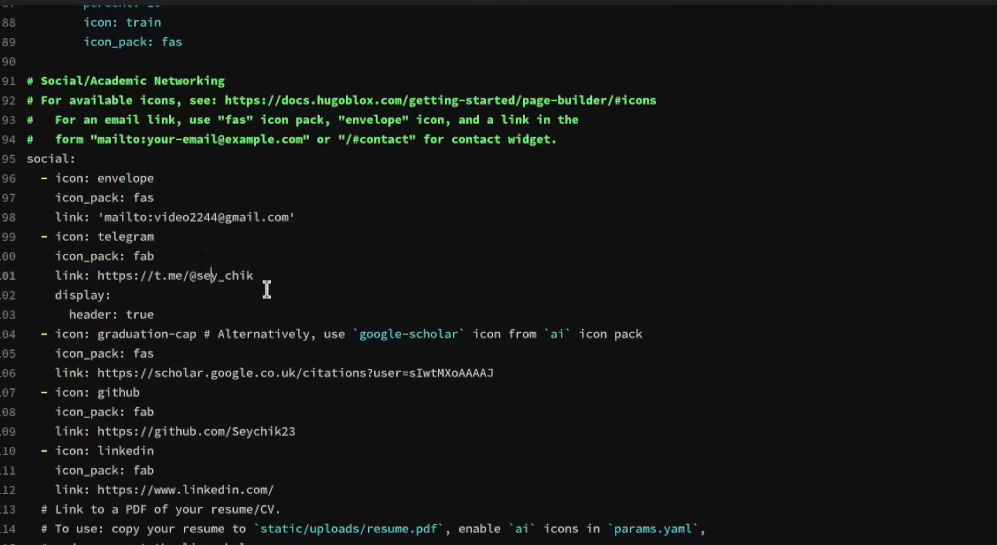 88 icon: train
89 icon_pack: fas
90
91 # Social/Academic Networking
92 # For available icons, see: https://docs.hugoblox.com/getting-started/page-builder/#icons
93 #   For an email link, use "fas" icon pack, "envelope" icon, and a link in the
94 #   form "mailto:your-email@example.com" or "/#contact" for contact widget.
95 social:
96   - icon: envelope
97     icon_pack: fas
98     link: 'mailto:video2244@gmail.com'
99   - icon: telegram
00     icon_pack: fab
01     link: https://t.me/@sey_chik
02     display:
03       header: true
04   - icon: graduation-cap # Alternatively, use `google-scholar` icon from `ai` icon pack
05     icon_pack: fas
06     link: https://scholar.google.co.uk/citations?user=sIwtMXoAAAAJ
07   - icon: github
08     icon_pack: fab
09     link: https://github.com/Seychik23
10   - icon: linkedin
11     icon_pack: fab
12     link: https://www.linkedin.com/
13   # Link to a PDF of your resume/CV.
14   # To use: copy your resume to `static/uploads/resume.pdf`, enable `ai` icons in `params.yaml`,